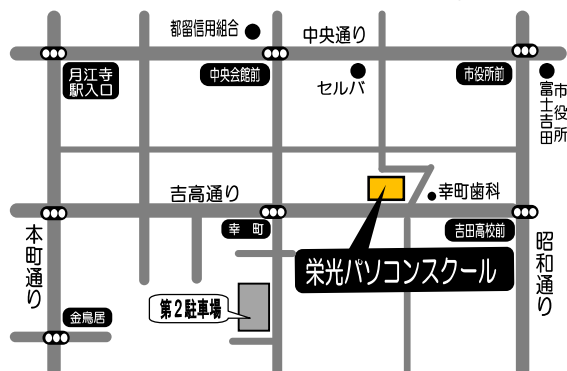 都留信用組合
中央通り
月江寺
駅入口
中央会館前
セルバ
市役所前
富士吉田
市役所
吉高通り
幸町歯科
幸 町
吉田高校前
本町通り
昭和通り
栄光パソコンスクール
第2駐車場
金鳥居